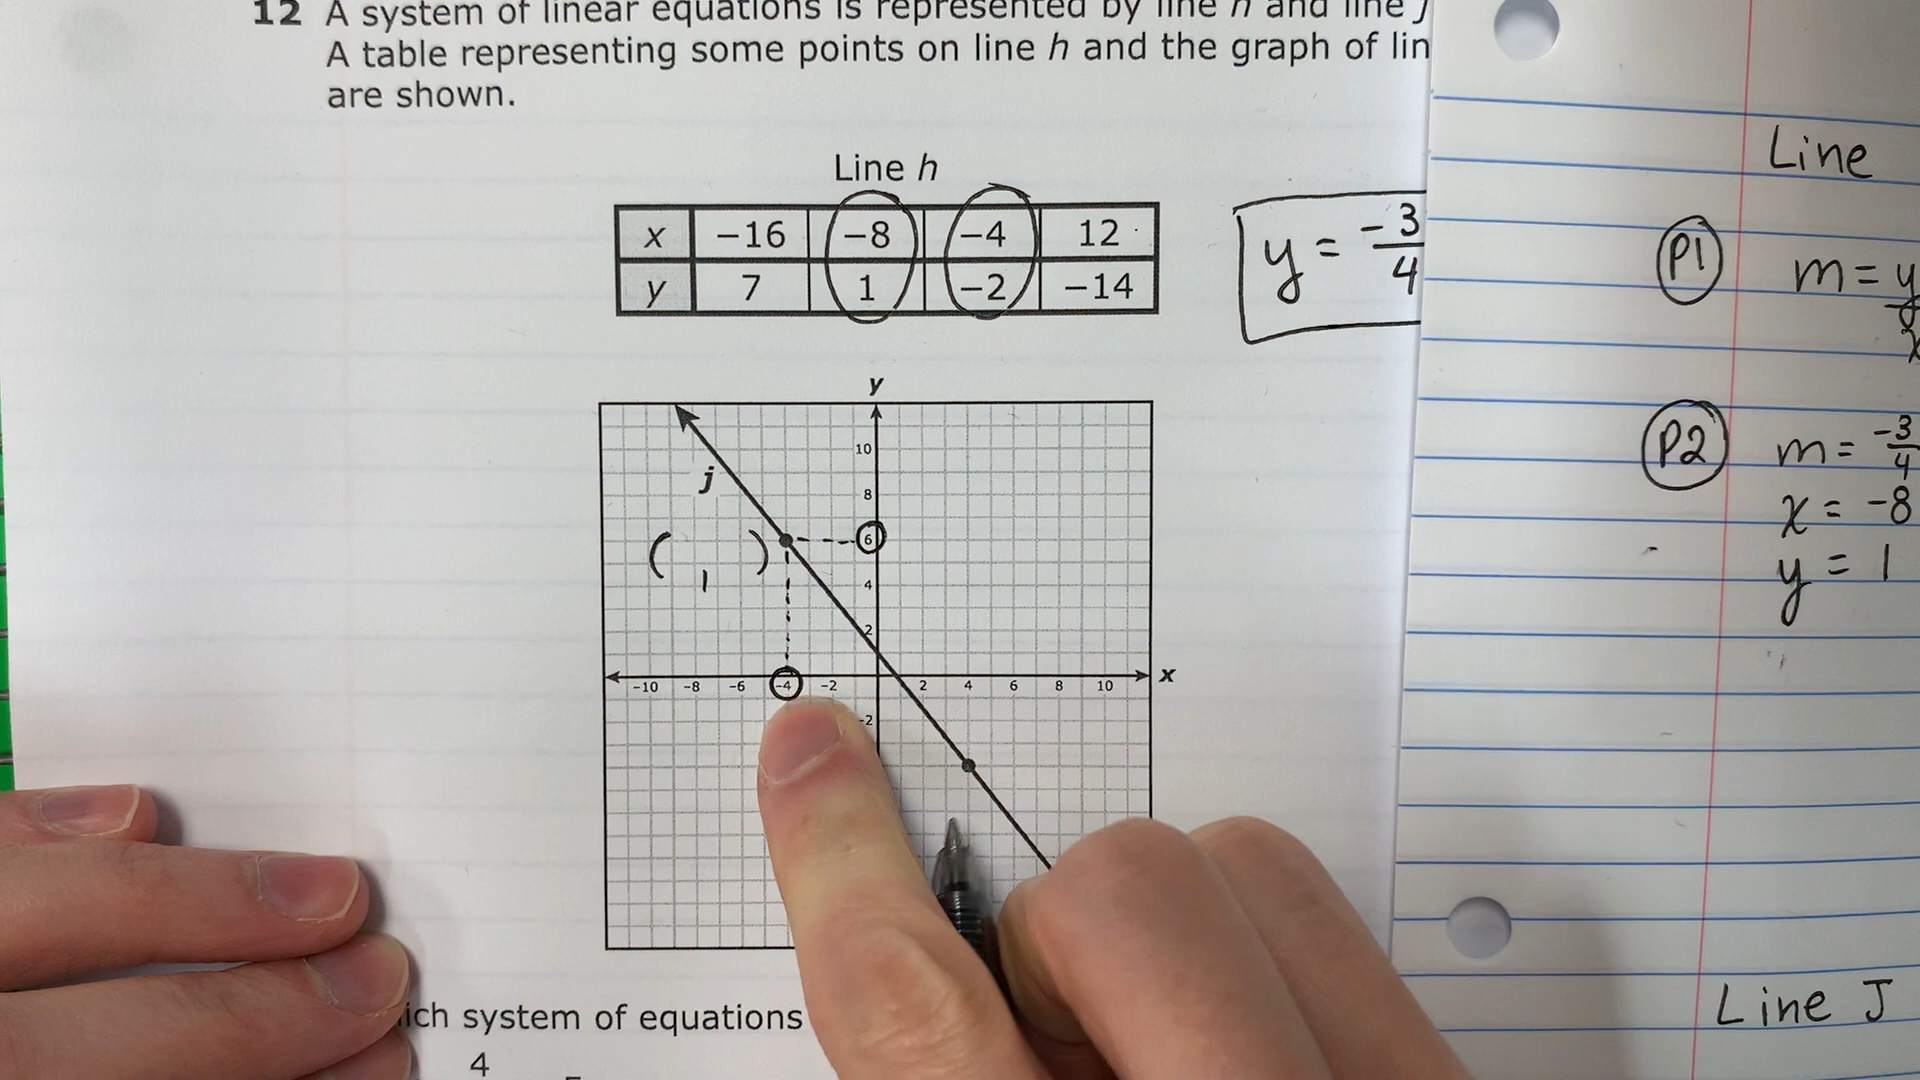 12 A system of linear equations is represented by line h and line j
A table representing some points on line h and the graph of lin
are shown.
Line h
x −16 −8 −4 12
y 7 1 −2 −14
y = -3/4
y
10
8
j
6
( , )
4
2
-10 -8 -6 -4 -2 2 4 6 8 10 x
-2
ich system of equations
4
Line
P1 m = y
P2 m = -3/4
x = -8
y = 1
Line J